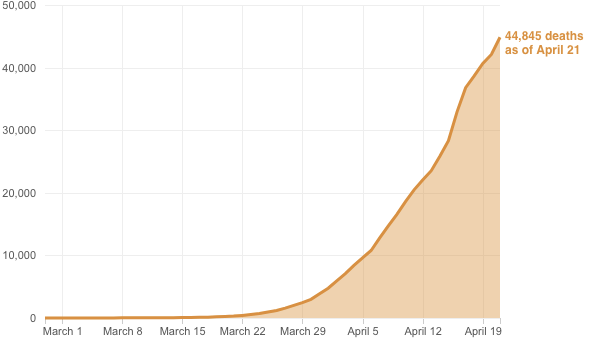 50,000
44,845 deaths
as of April 21
40,000
30,000
20,000
10,000
0
March 1 March 8 March 15 March 22 March 29 April 5 April 12 April 19